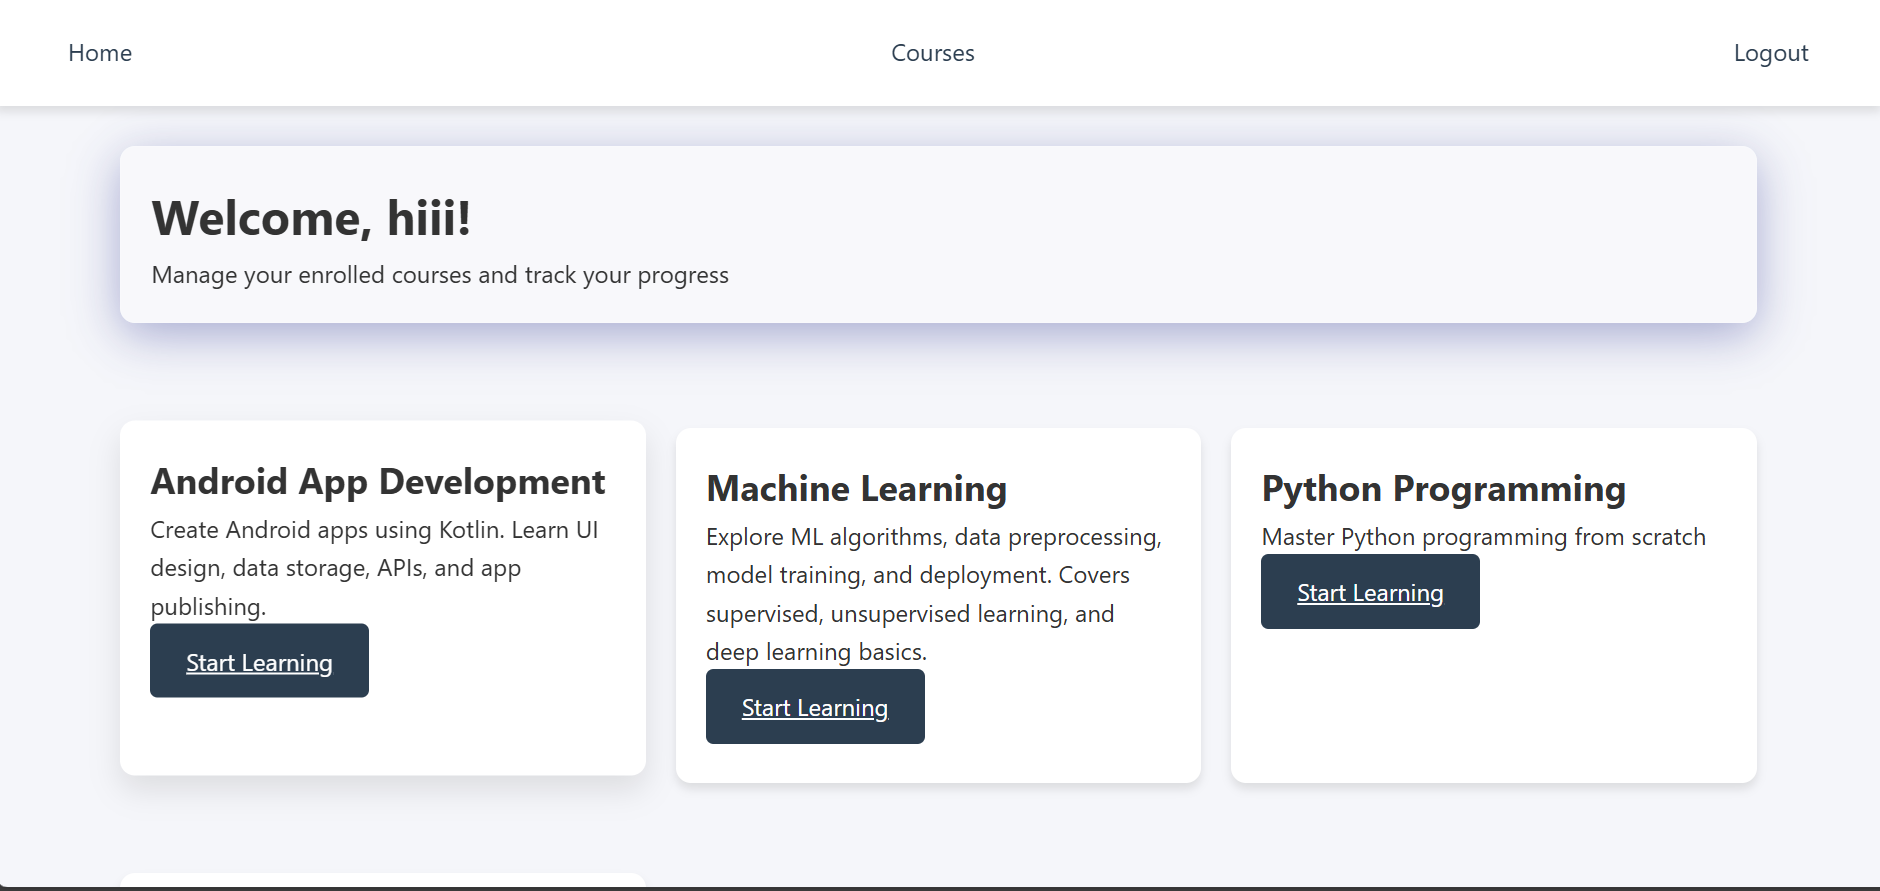 Home
Courses
Logout
Welcome, hiii!
Manage your enrolled courses and track your progress
Android App Development
Create Android apps using Kotlin. Learn UI
design, data storage, APIs, and app
publishing.
Start Learning
Machine Learning
Explore ML algorithms, data preprocessing,
model training, and deployment. Covers
supervised, unsupervised learning, and
deep learning basics.
Start Learning
Python Programming
Master Python programming from scratch
Start Learning